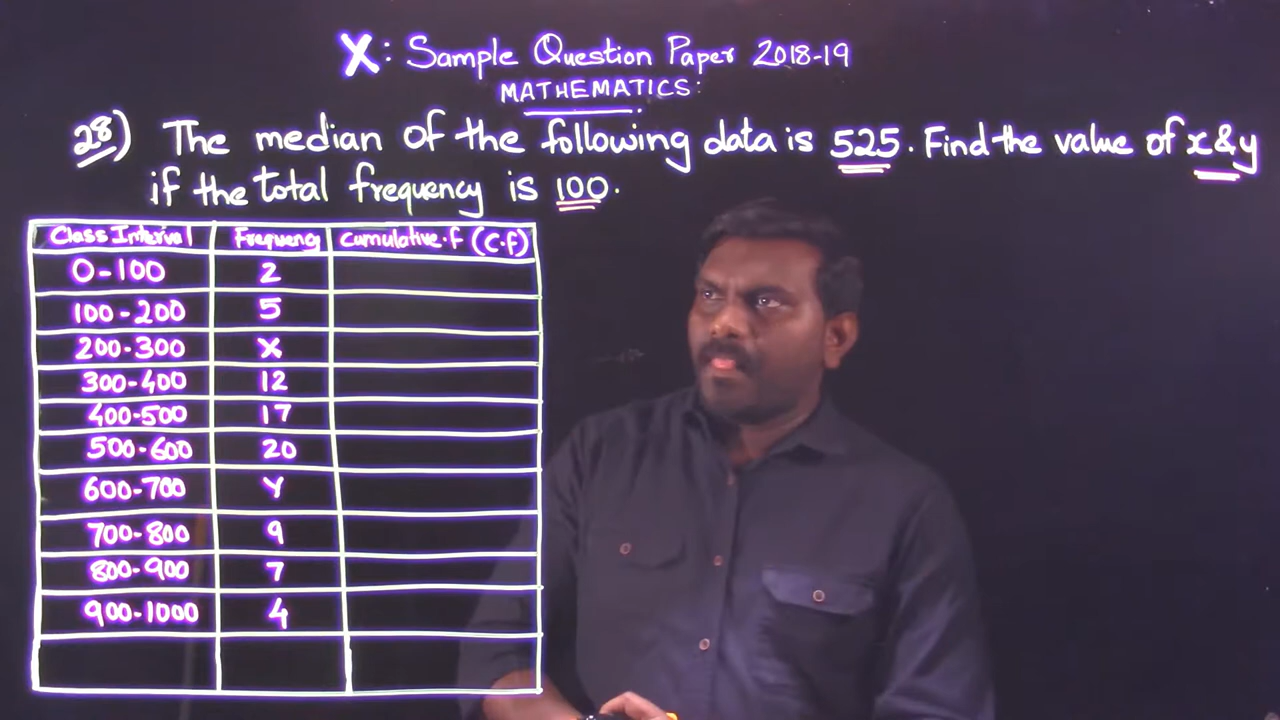 X: Sample Question Paper 2018-19
MATHEMATICS:
28) The median of the following data is 525. Find the value of x & y
if the total frequency is 100.
Class Interval Frequency Cumulative.f (C.f)
0-100 2
100-200 5
200-300 X
300-400 12
400-500 17
500-600 20
600-700 Y
700-800 9
800-900 7
900-1000 4